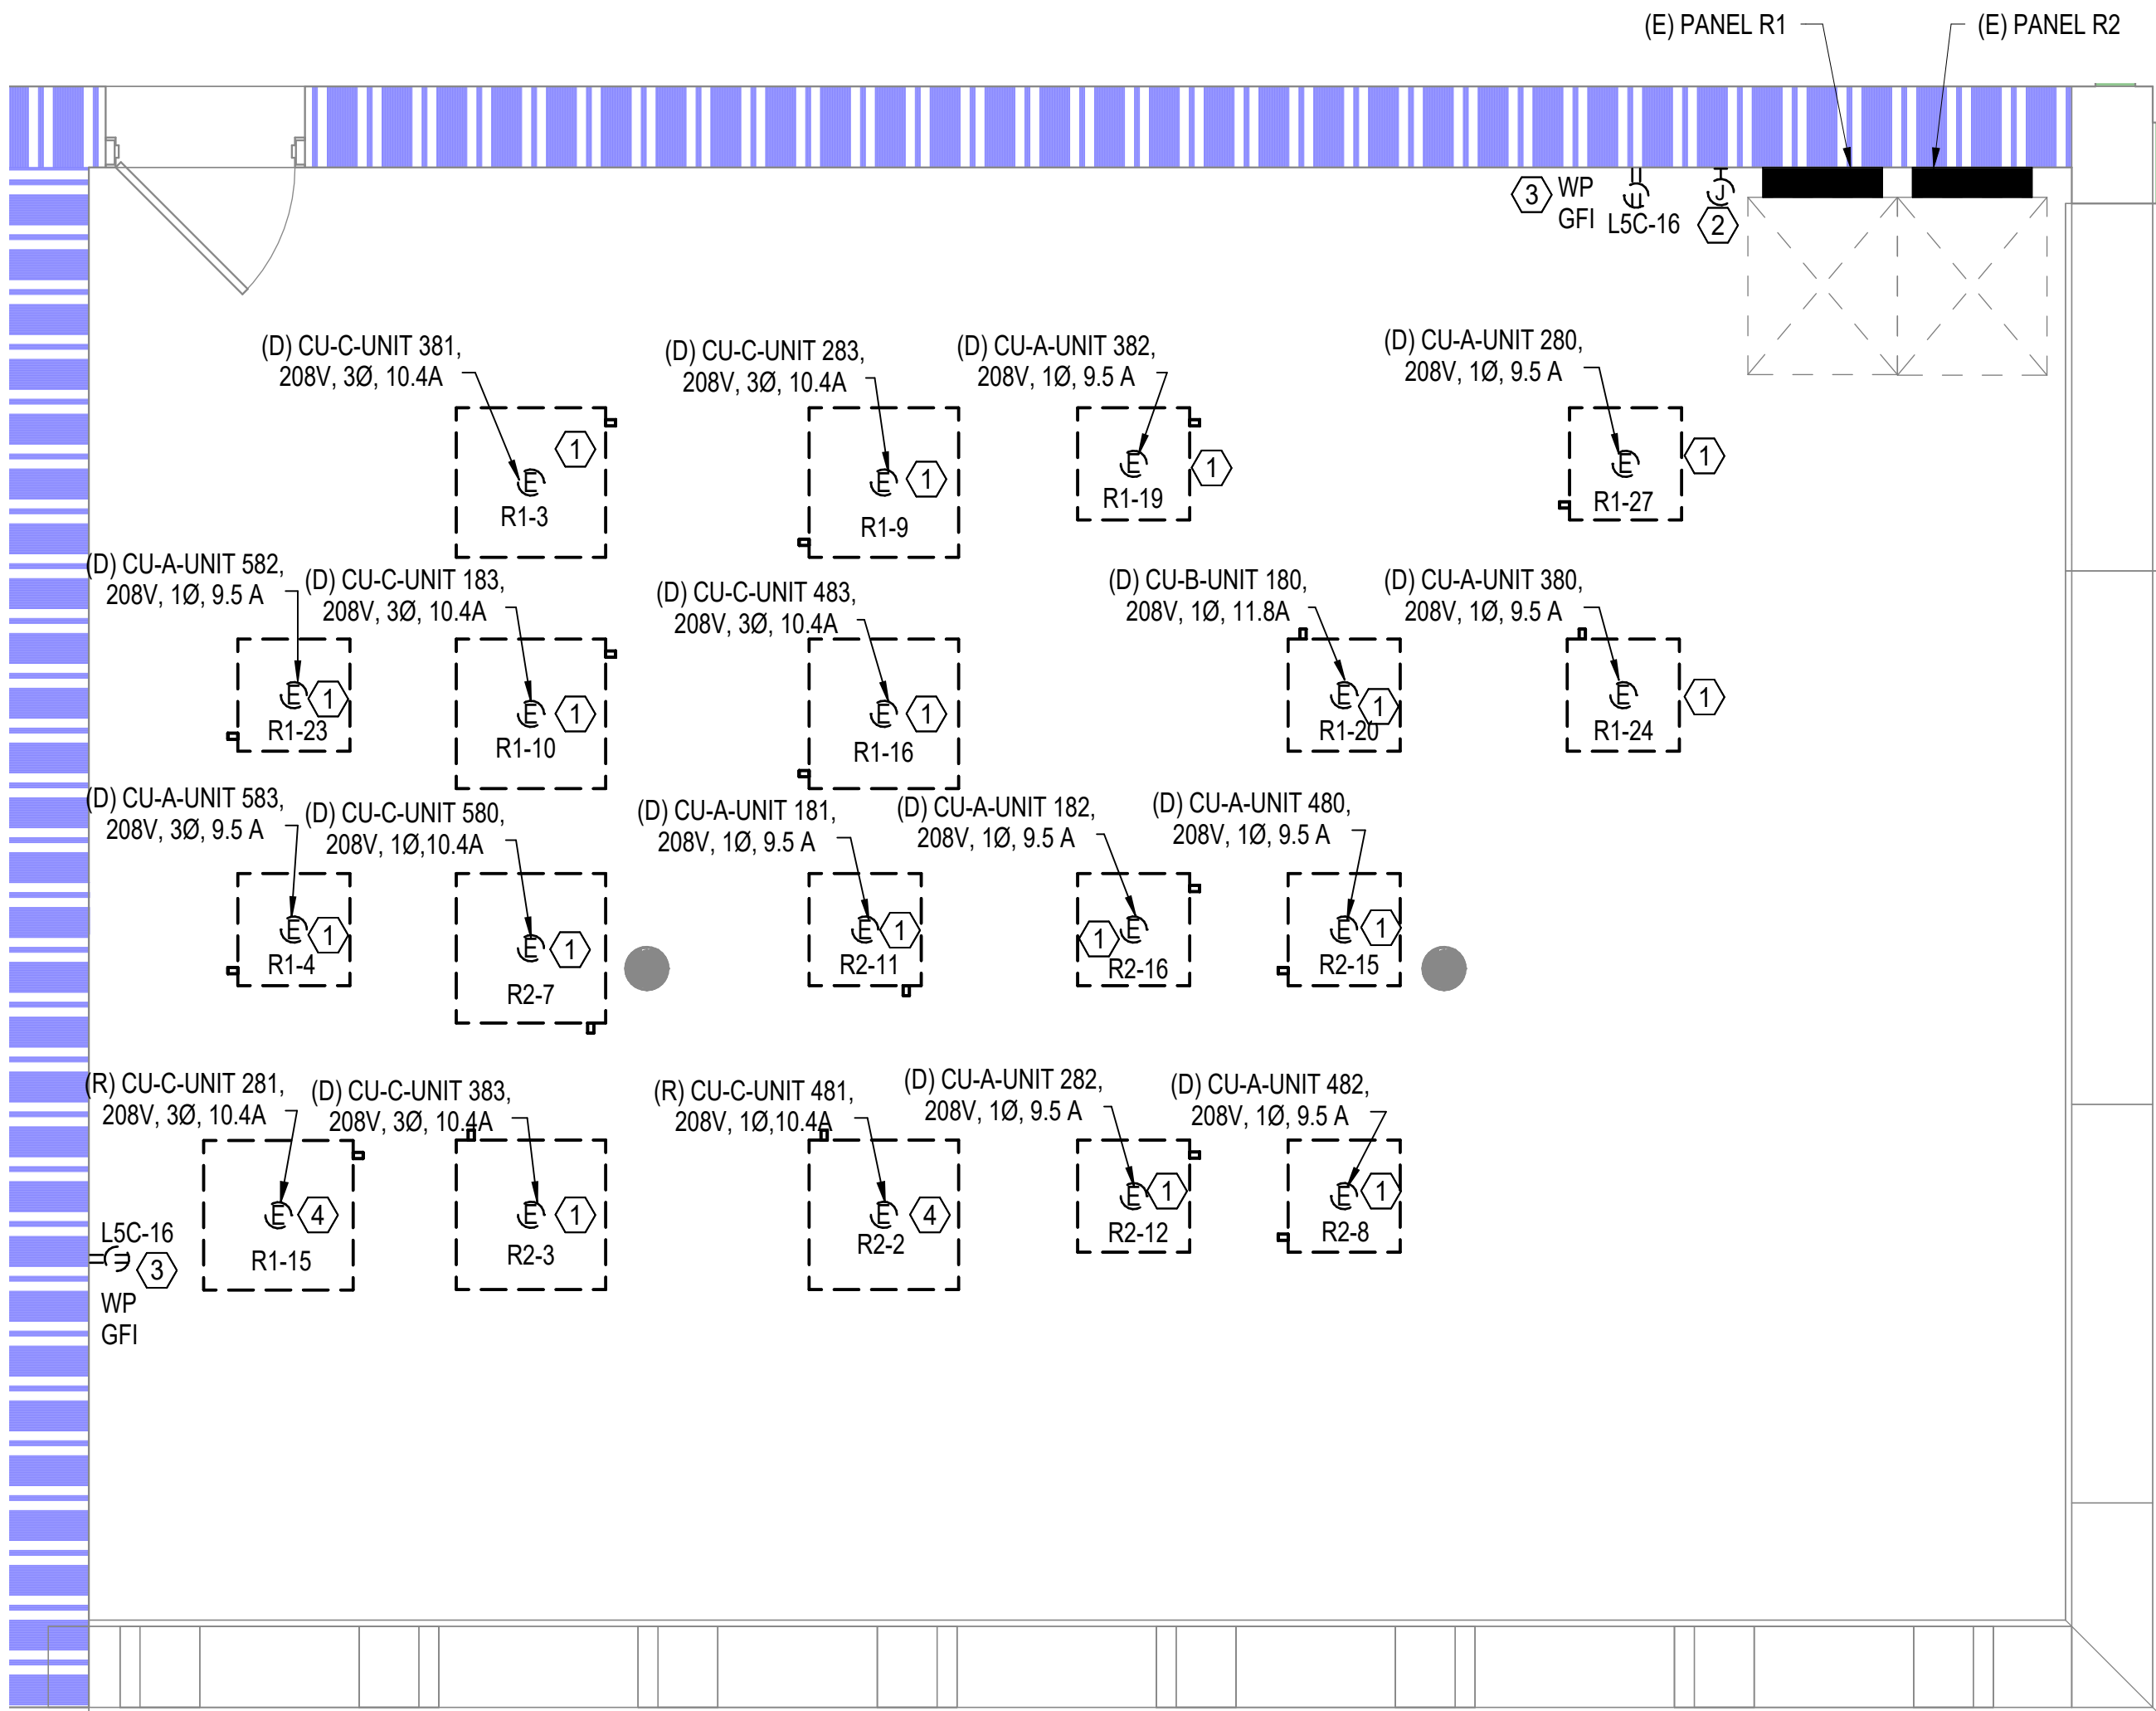 (E) PANEL R1
(E) PANEL R2
3
WP
GFI
L5C-16
J
2
(D) CU-C-UNIT 381,
208V, 3Ø, 10.4A
E
1
R1-3
(D) CU-C-UNIT 283,
208V, 3Ø, 10.4A
E
1
R1-9
(D) CU-A-UNIT 382,
208V, 1Ø, 9.5 A
E
1
R1-19
(D) CU-A-UNIT 280,
208V, 1Ø, 9.5 A
E
1
R1-27
(D) CU-A-UNIT 582,
208V, 1Ø, 9.5 A
E
1
R1-23
(D) CU-C-UNIT 183,
208V, 3Ø, 10.4A
E
1
R1-10
(D) CU-C-UNIT 483,
208V, 3Ø, 10.4A
E
1
R1-16
(D) CU-B-UNIT 180,
208V, 1Ø, 11.8A
E
1
R1-20
(D) CU-A-UNIT 380,
208V, 1Ø, 9.5 A
E
1
R1-24
(D) CU-A-UNIT 583,
208V, 3Ø, 9.5 A
E
1
R1-4
(D) CU-C-UNIT 580,
208V, 1Ø,10.4A
E
1
R2-7
(D) CU-A-UNIT 181,
208V, 1Ø, 9.5 A
E
1
R2-11
(D) CU-A-UNIT 182,
208V, 1Ø, 9.5 A
1
E
R2-16
(D) CU-A-UNIT 480,
208V, 1Ø, 9.5 A
E
1
R2-15
(R) CU-C-UNIT 281,
208V, 3Ø, 10.4A
E
4
R1-15
(D) CU-C-UNIT 383,
208V, 3Ø, 10.4A
E
1
R2-3
(R) CU-C-UNIT 481,
208V, 1Ø,10.4A
E
4
R2-2
(D) CU-A-UNIT 282,
208V, 1Ø, 9.5 A
E
1
R2-12
(D) CU-A-UNIT 482,
208V, 1Ø, 9.5 A
E
1
R2-8
L5C-16
3
WP
GFI